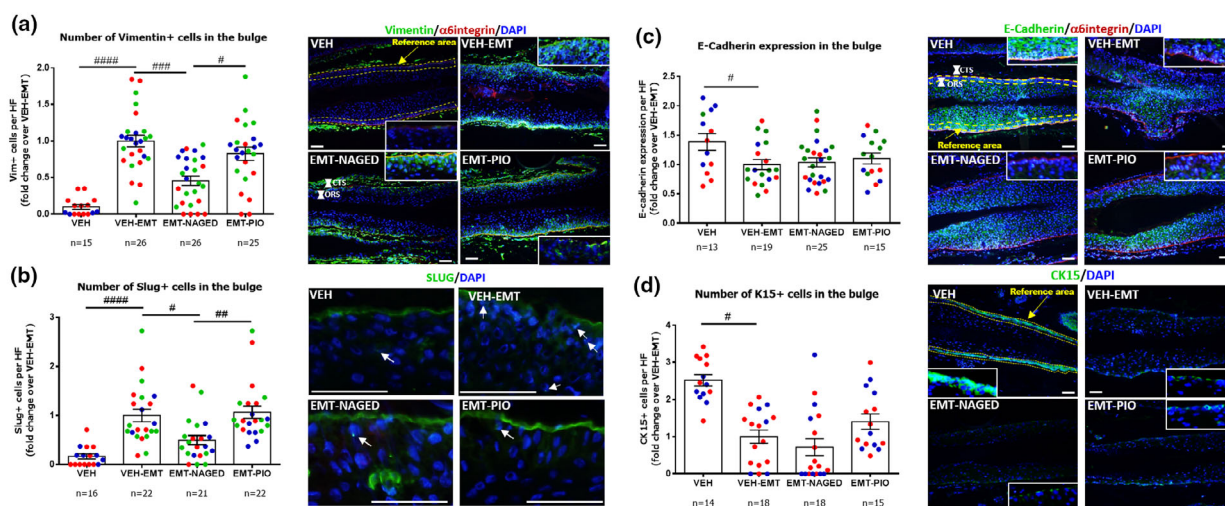 (a)
Number of Vimentin+ cells in the bulge
####
###
#
Vim+ cells per HF
(fold change over VEH-EMT)
2.0
1.5
1.0
0.5
0.0
VEH
VEH-EMT
EMT-NAGED
EMT-PIO
n=15
n=26
n=26
n=25
Vimentin/α6integrin/DAPI
VEH
Reference area
VEH-EMT
EMT-NAGED
CTS
ORS
EMT-PIO
(b)
Number of Slug+ cells in the bulge
####
#
##
Slug+ cells per HF
(fold change over VEH-EMT)
3
2
1
0
VEH
VEH-EMT
EMT-NAGED
EMT-PIO
n=16
n=22
n=21
n=22
SLUG/DAPI
VEH
VEH-EMT
EMT-NAGED
EMT-PIO
(c)
E-Cadherin expression in the bulge
#
E-cadherin expression per HF
(fold change over VEH-EMT)
2.5
2.0
1.5
1.0
0.5
0.0
VEH
VEH-EMT
EMT-NAGED
EMT-PIO
n=13
n=19
n=25
n=15
E-Cadherin/α6integrin/DAPI
VEH
CTS
ORS
Reference area
VEH-EMT
EMT-NAGED
EMT-PIO
(d)
Number of K15+ cells in the bulge
#
CK 15+ cells per HF
(fold change over VEH-EMT)
4
3
2
1
0
VEH
VEH-EMT
EMT-NAGED
EMT-PIO
n=14
n=18
n=18
n=15
CK15/DAPI
VEH
Reference area
VEH-EMT
EMT-NAGED
EMT-PIO